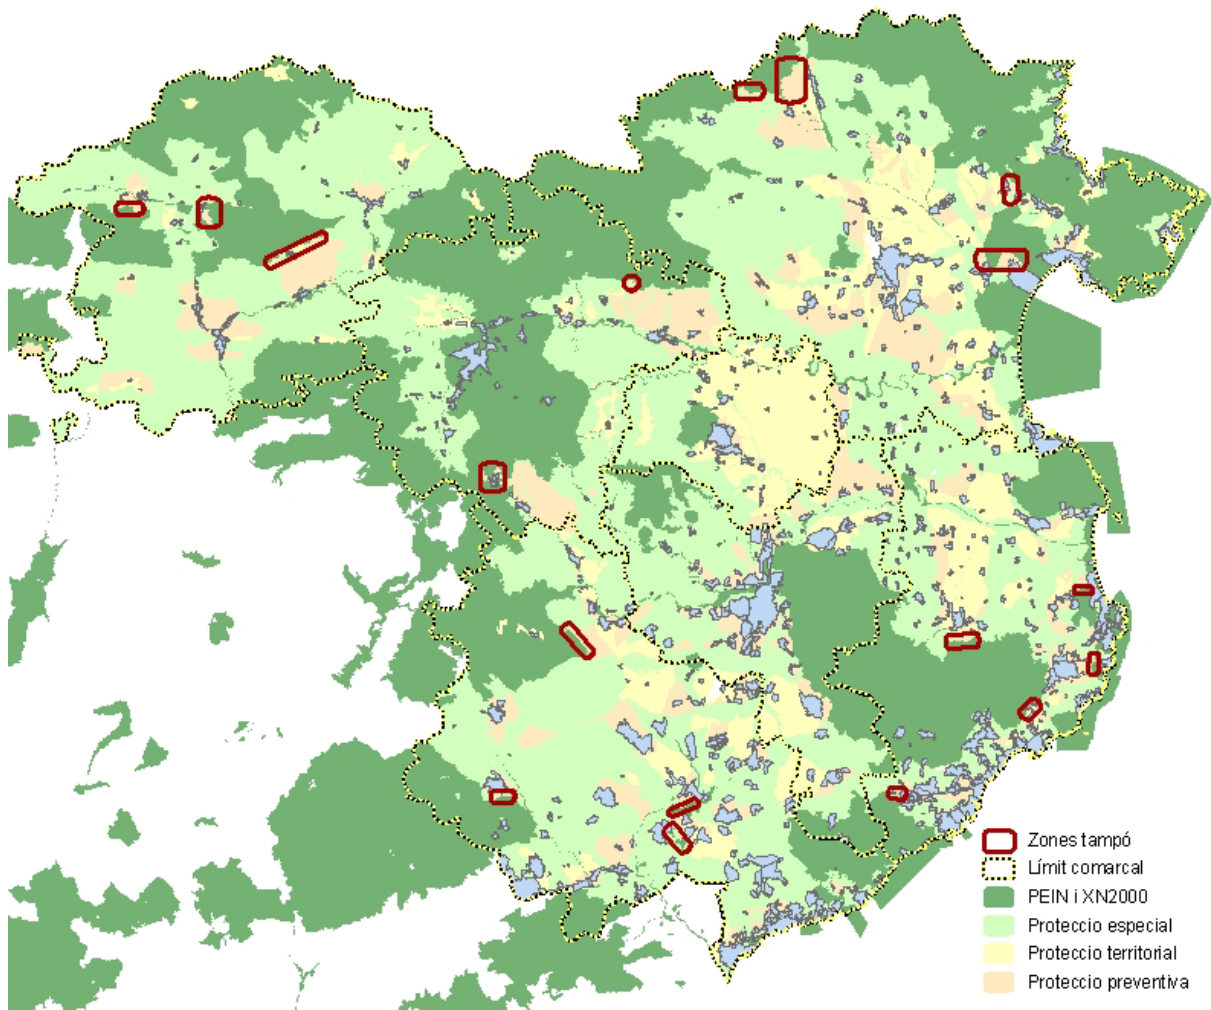 Zones tampó
Límit comarcal
PEIN i XN2000
Proteccio especial
Proteccio territorial
Proteccio preventiva